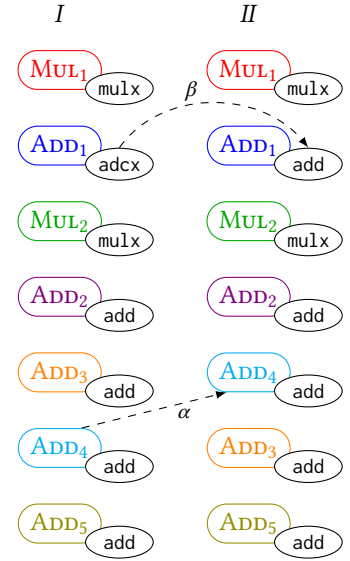 I II
MUL₁ mulx MUL₁ mulx
β
ADD₁ adcx ADD₁ add
MUL₂ mulx MUL₂ mulx
ADD₂ add ADD₂ add
ADD₃ add ADD₄ add
α
ADD₄ add ADD₃ add
ADD₅ add ADD₅ add